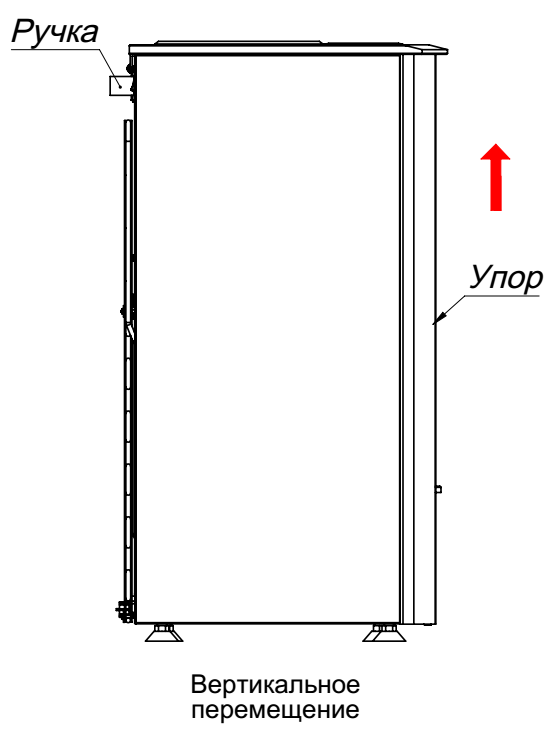 Ручка
Упор
Вертикальное
перемещение